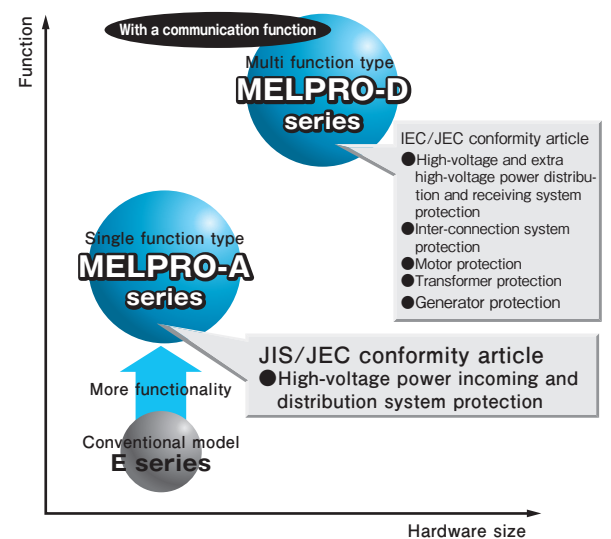 Function
With a communication function
Multi function type
MELPRO-D
series
IEC/JEC conformity article
●High-voltage and extra
high-voltage power distribu-
tion and receiving system
protection
●Inter-connection system
protection
●Motor protection
●Transformer protection
●Generator protection
Single function type
MELPRO-A
series
JIS/JEC conformity article
●High-voltage power incoming and
distribution system protection
More functionality
Conventional model
E series
Hardware size